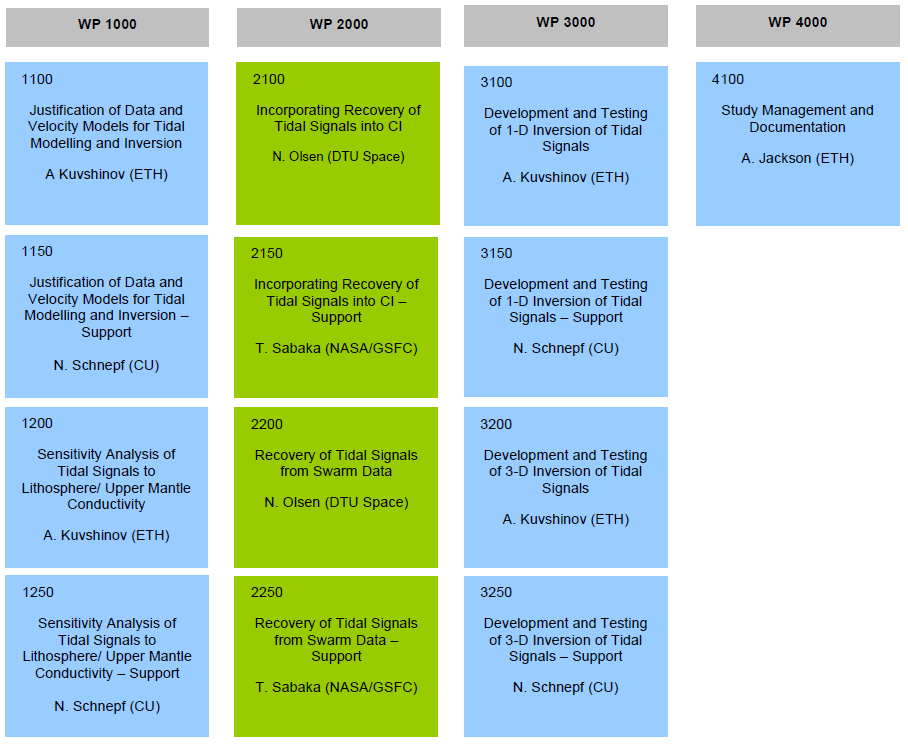 WP 1000
1100
Justification of Data and
Velocity Models for Tidal
Modelling and Inversion
A Kuvshinov (ETH)
1150
Justification of Data and
Velocity Models for Tidal
Modelling and Inversion –
Support
N. Schnepf (CU)
1200
Sensitivity Analysis of
Tidal Signals to
Lithosphere/ Upper Mantle
Conductivity
A. Kuvshinov (ETH)
1250
Sensitivity Analysis of
Tidal Signals to
Lithosphere/ Upper Mantle
Conductivity – Support
N. Schnepf (CU)
WP 2000
2100
Incorporating Recovery of
Tidal Signals into CI
N. Olsen (DTU Space)
2150
Incorporating Recovery of
Tidal Signals into CI –
Support
T. Sabaka (NASA/GSFC)
2200
Recovery of Tidal Signals
from Swarm Data
N. Olsen (DTU Space)
2250
Recovery of Tidal Signals
from Swarm Data –
Support
T. Sabaka (NASA/GSFC)
WP 3000
3100
Development and Testing
of 1-D Inversion of Tidal
Signals
A. Kuvshinov (ETH)
3150
Development and Testing
of 1-D Inversion of Tidal
Signals – Support
N. Schnepf (CU)
3200
Development and Testing
of 3-D Inversion of Tidal
Signals
A. Kuvshinov (ETH)
3250
Development and Testing
of 3-D Inversion of Tidal
Signals – Support
N. Schnepf (CU)
WP 4000
4100
Study Management and
Documentation
A. Jackson (ETH)